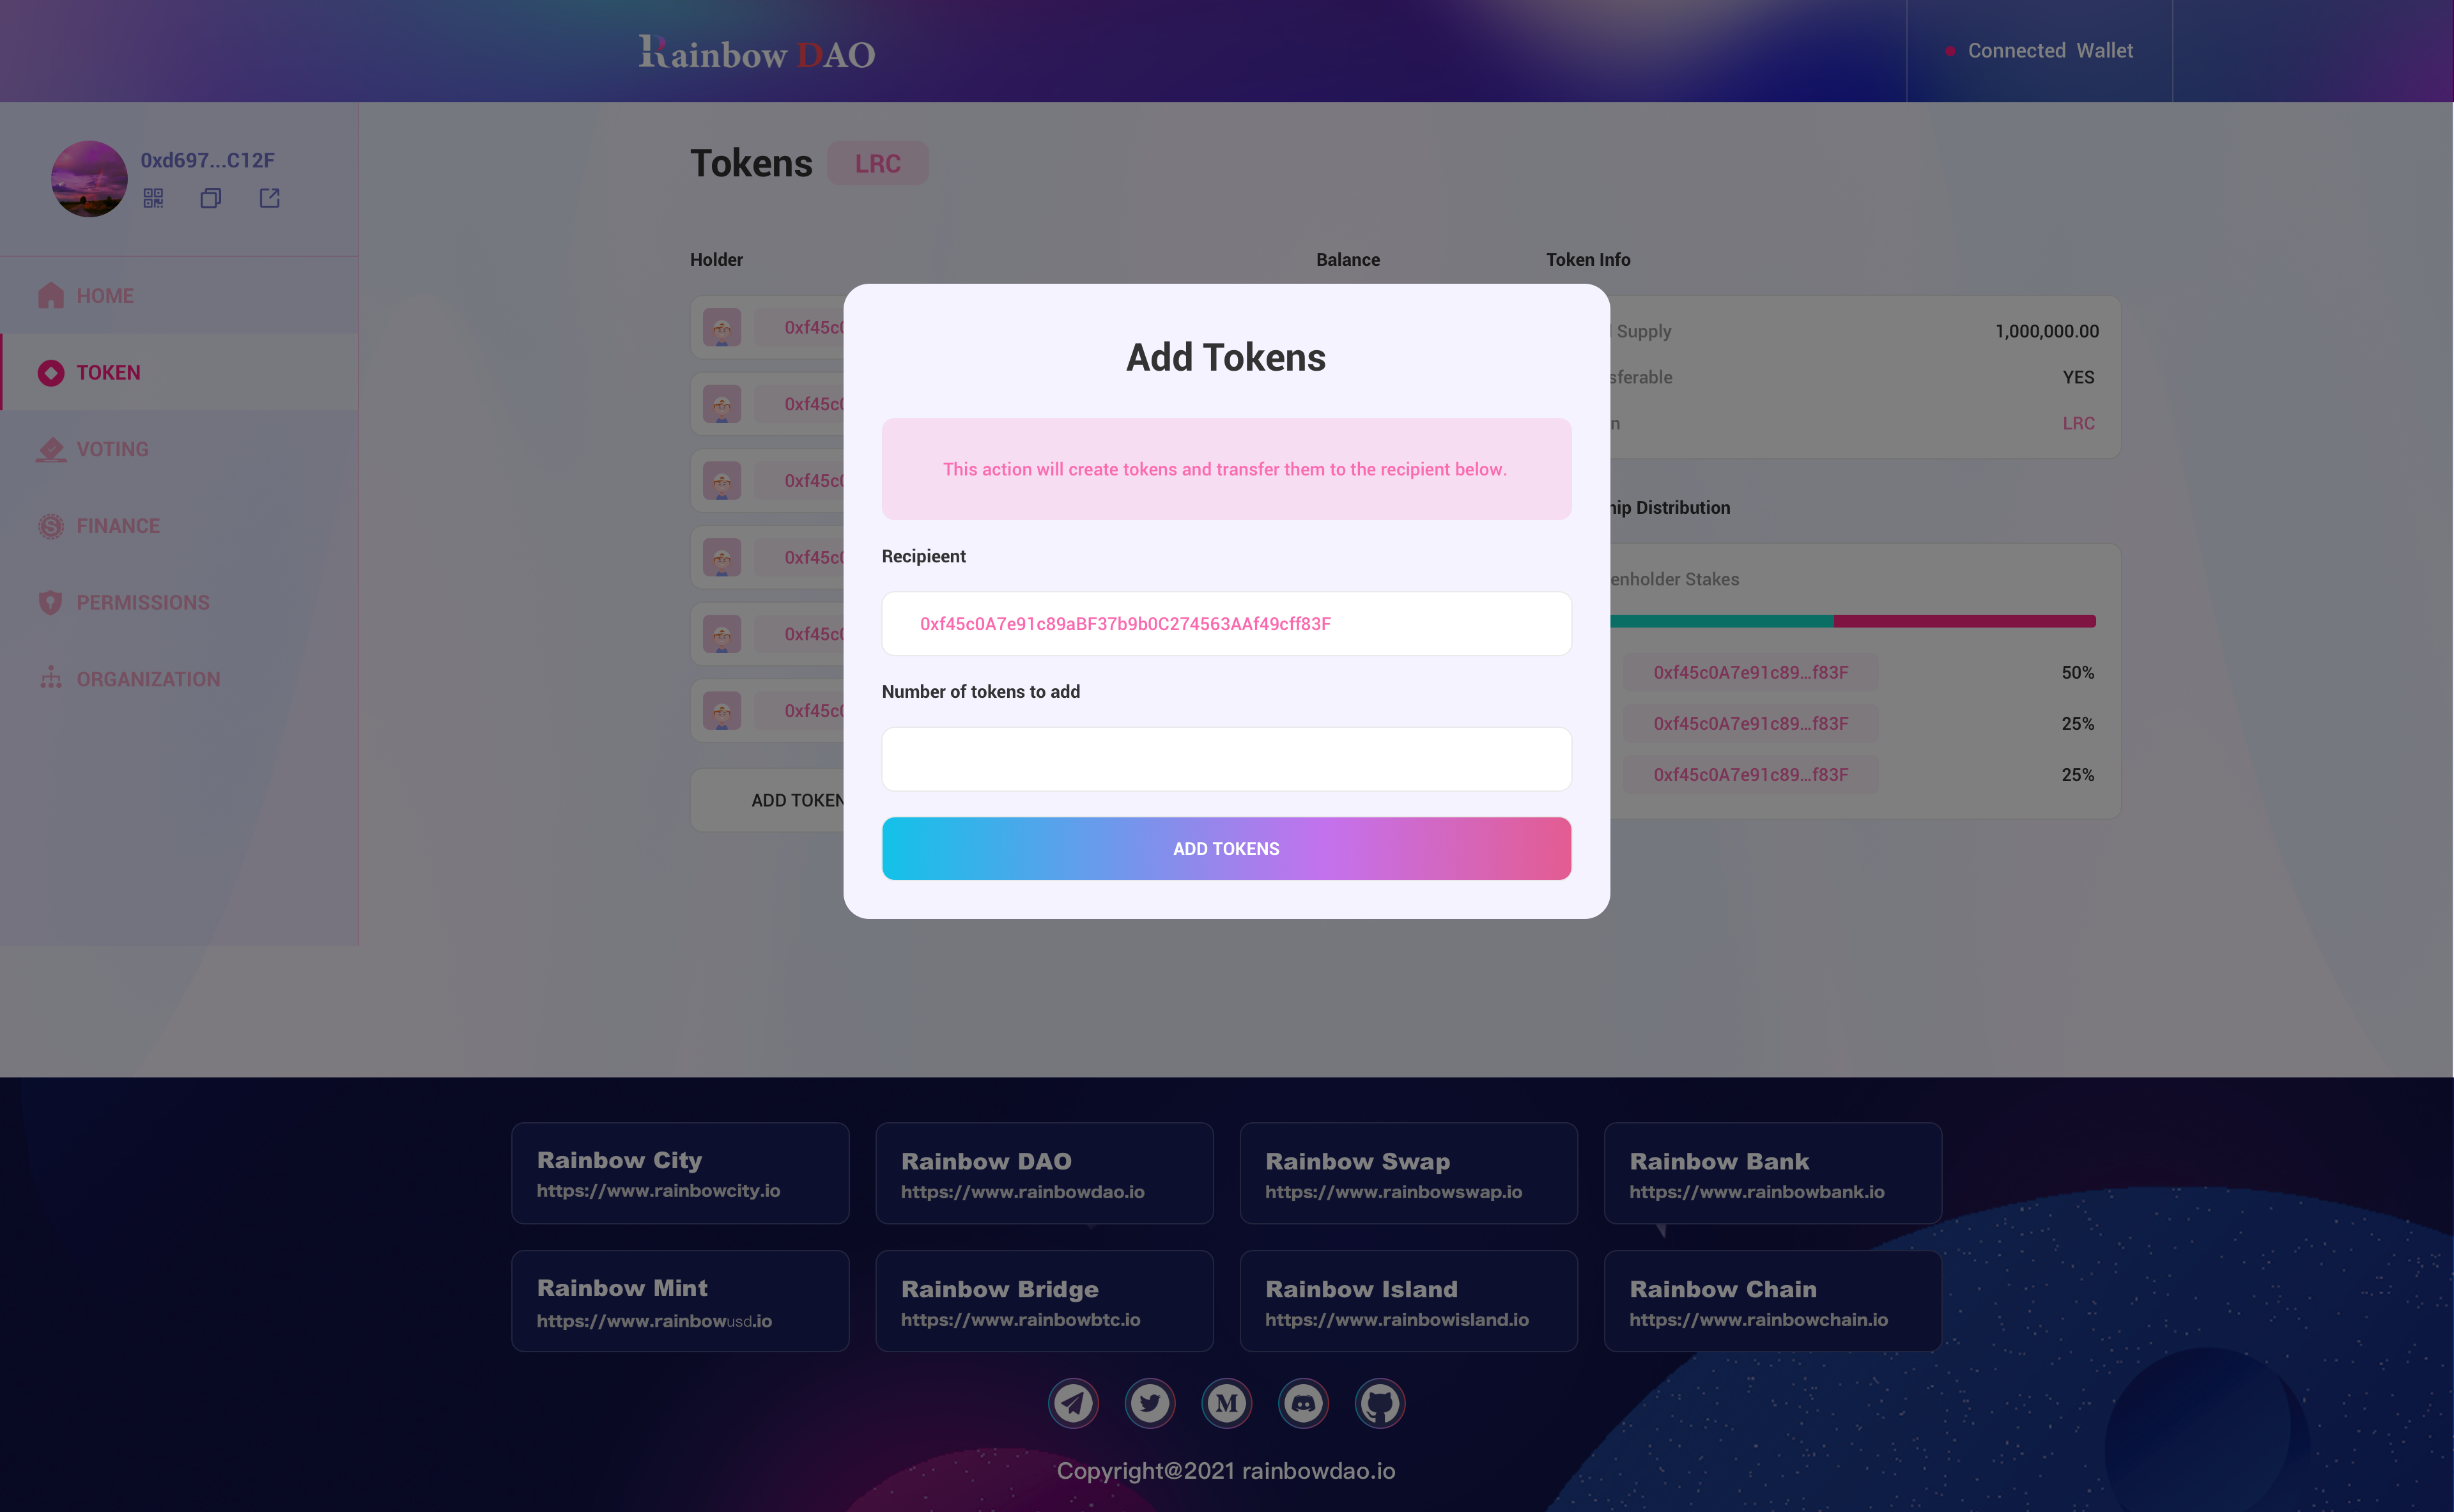 Rainbow DAO
Connected Wallet
0xd697...C12F
HOME
TOKEN
VOTING
FINANCE
PERMISSIONS
ORGANIZATION
Tokens LRC
Holder Balance Token Info
0xf45c
0xf45c
0xf45c
0xf45c
0xf45c
0xf45c
ADD TOKEN
Add Tokens
This action will create tokens and transfer them to the recipient below.
Recipieent
0xf45c0A7e91c89aBF37b9b0C274563AAf49cff83F
Number of tokens to add
ADD TOKENS
Supply 1,000,000.00
sferable YES
n LRC
hip Distribution
enholder Stakes
0xf45c0A7e91c89...f83F 50%
0xf45c0A7e91c89...f83F 25%
0xf45c0A7e91c89...f83F 25%
Rainbow City
https://www.rainbowcity.io
Rainbow DAO
https://www.rainbowdao.io
Rainbow Swap
https://www.rainbowswap.io
Rainbow Bank
https://www.rainbowbank.io
Rainbow Mint
https://www.rainbowusd.io
Rainbow Bridge
https://www.rainbowbtc.io
Rainbow Island
https://www.rainbowisland.io
Rainbow Chain
https://www.rainbowchain.io
Copyright@2021 rainbowdao.io